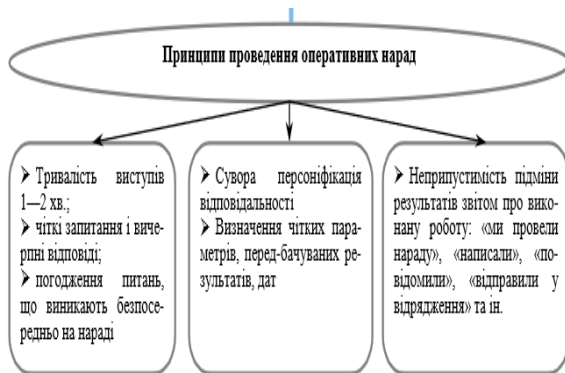 Принципи проведення оперативних нарад
➢ Тривалість виступів
1—2 хв.;
➢ чіткі запитання і виче-
рпні відповіді;
➢ погодження питань,
що виникають безпосе-
редньо на нараді
➢ Сувора персоніфікація
відповідальності
➢ Визначення чітких пара-
метрів, перед-бачуваних ре-
зультатів, дат
➢ Неприпустимість підміни
результатів звітом про вико-
нану роботу: «ми провели
нараду», «написали», «по-
відомили», «відправили у
відрядження» та ін.